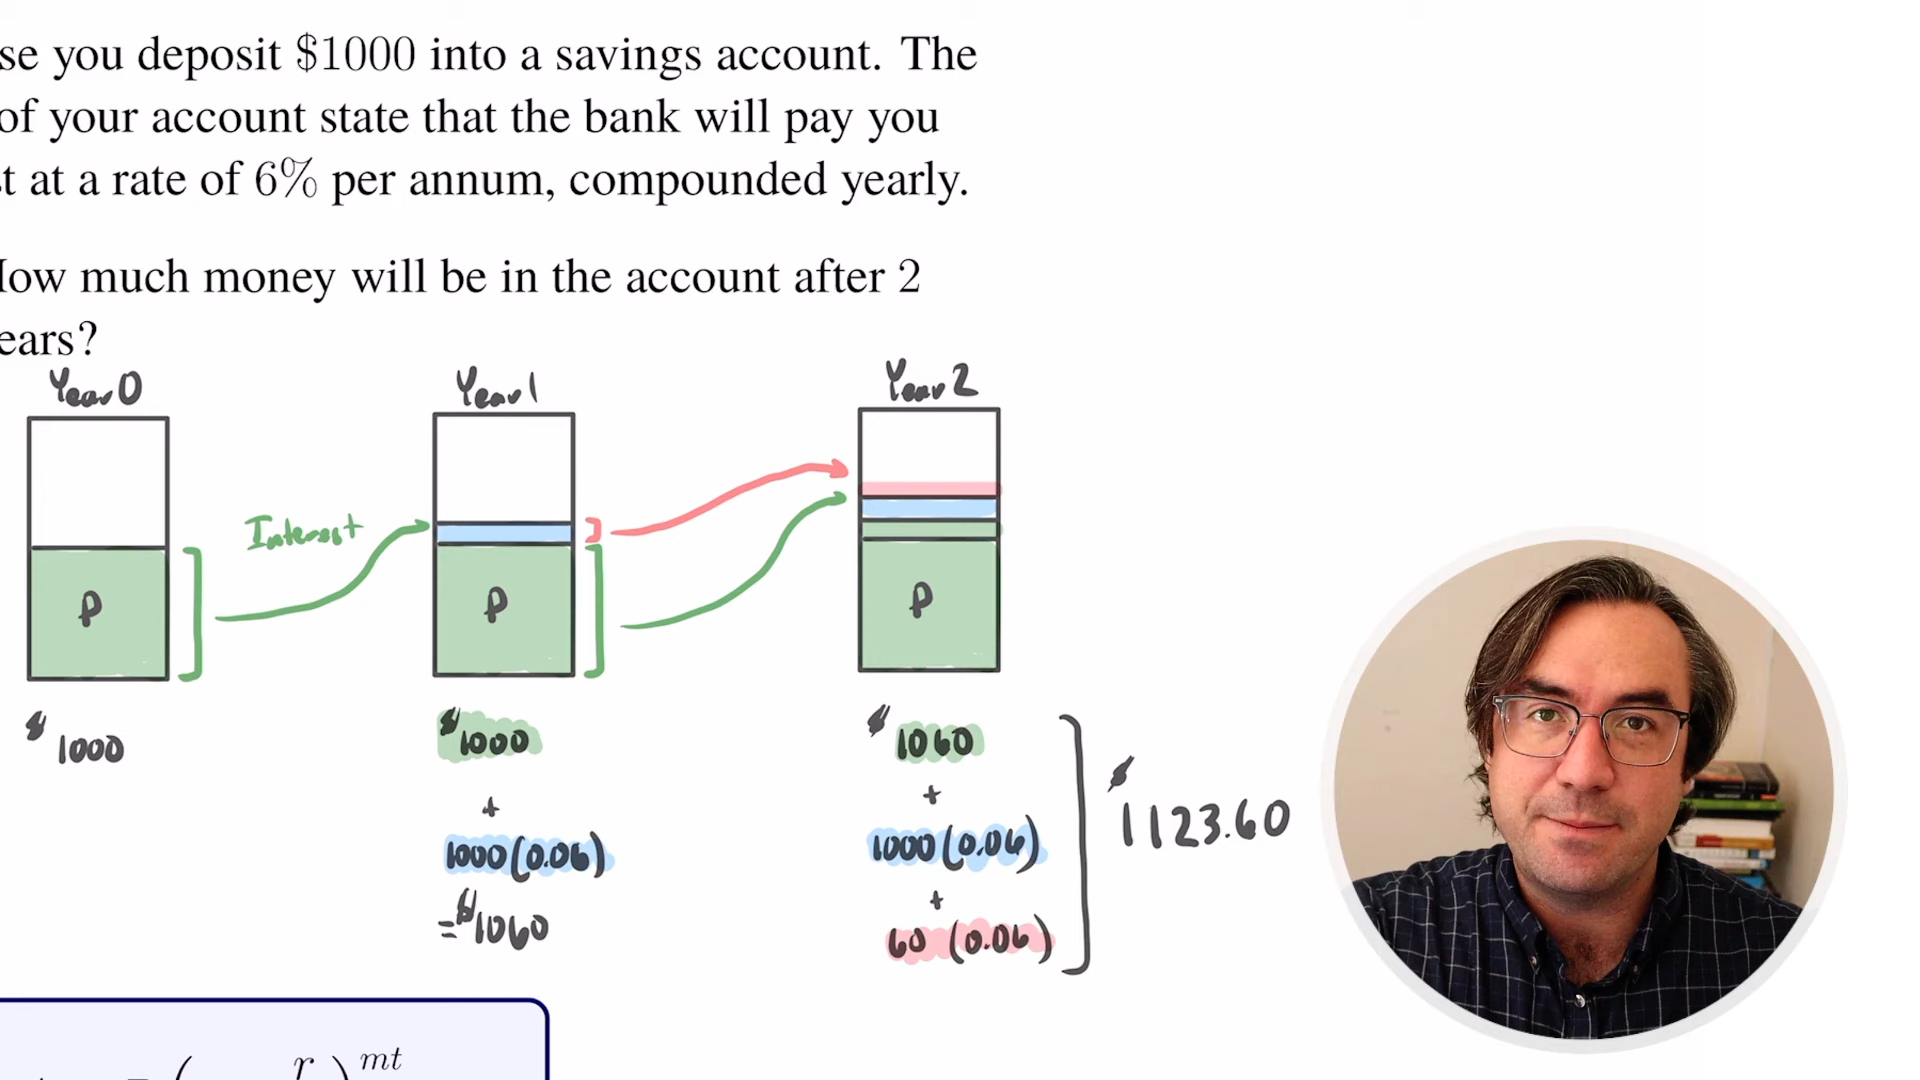 se you deposit $1000 into a savings account. The
of your account state that the bank will pay you
t at a rate of 6% per annum, compounded yearly.
How much money will be in the account after 2
ears?
Year 0
Year 1
Year 2
Interest
P
P
P
$1000
$1000
+
1000(0.06)
=$1060
$1060
+
1000(0.06)
+
60(0.06)
$1123.60
r
mt